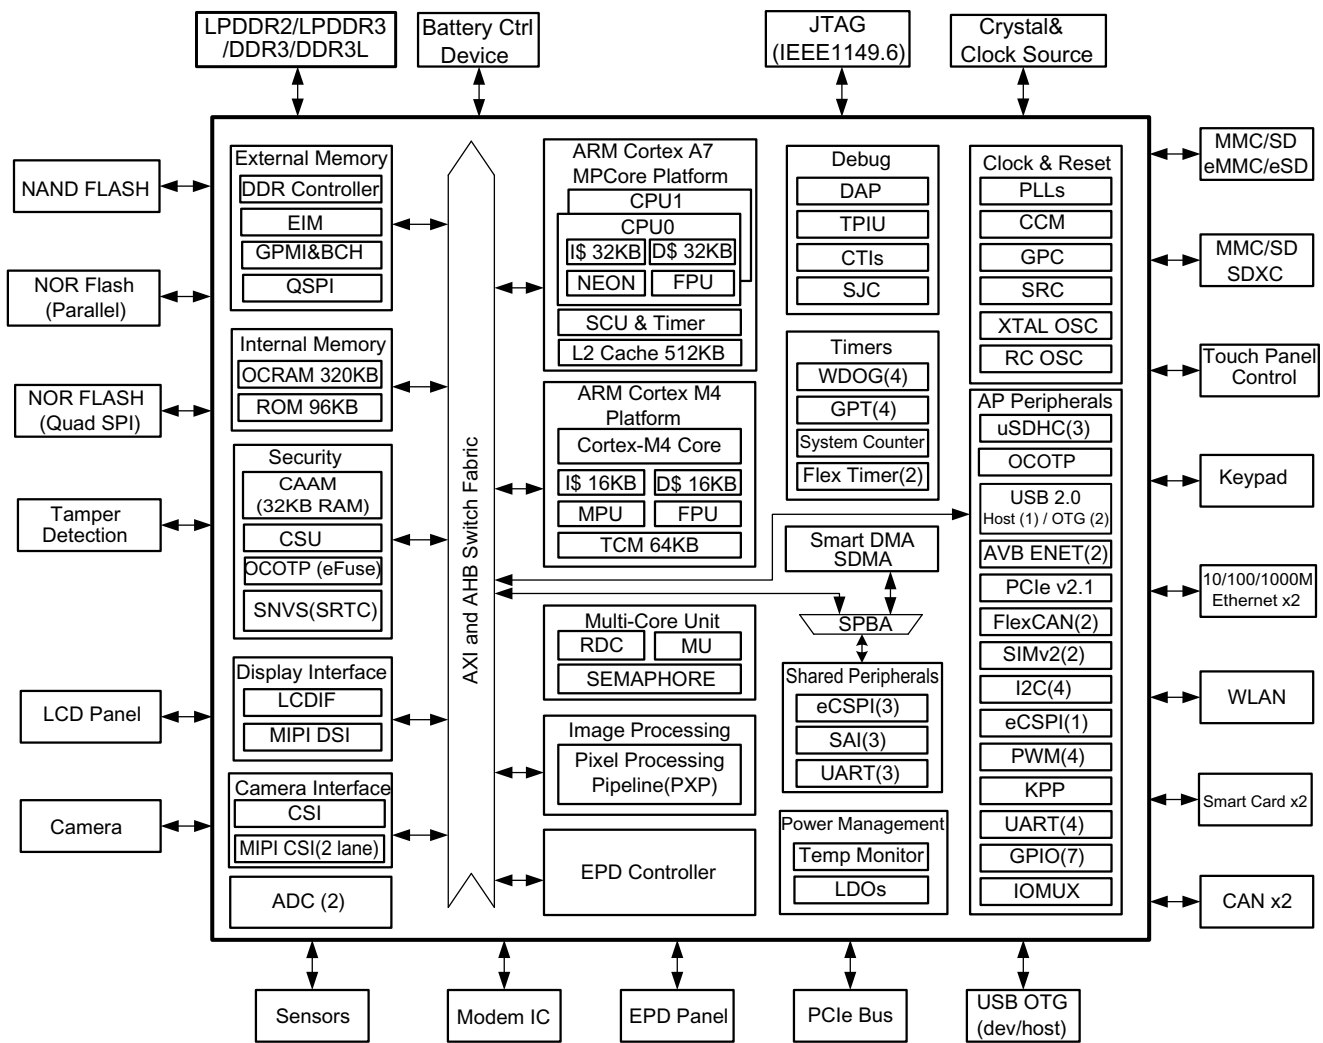 LPDDR2/LPDDR3
/DDR3/DDR3L
Battery Ctrl
Device
JTAG
(IEEE1149.6)
Crystal&
Clock Source
NAND FLASH
NOR Flash
(Parallel)
NOR FLASH
(Quad SPI)
Tamper
Detection
LCD Panel
Camera
External Memory
DDR Controller
EIM
GPMI&BCH
QSPI
Internal Memory
OCRAM 320KB
ROM 96KB
Security
CAAM
(32KB RAM)
CSU
OCOTP (eFuse)
SNVS(SRTC)
Display Interface
LCDIF
MIPI DSI
Camera Interface
CSI
MIPI CSI(2 lane)
ADC (2)
AXI and AHB Switch Fabric
ARM Cortex A7
MPCore Platform
CPU1
CPU0
I$ 32KB
D$ 32KB
NEON
FPU
SCU & Timer
L2 Cache 512KB
ARM Cortex M4
Platform
Cortex-M4 Core
I$ 16KB
D$ 16KB
MPU
FPU
TCM 64KB
Multi-Core Unit
RDC
MU
SEMAPHORE
Image Processing
Pixel Processing
Pipeline(PXP)
EPD Controller
Debug
DAP
TPIU
CTIs
SJC
Timers
WDOG(4)
GPT(4)
System Counter
Flex Timer(2)
Smart DMA
SDMA
SPBA
Shared Peripherals
eCSPI(3)
SAI(3)
UART(3)
Power Management
Temp Monitor
LDOs
Clock & Reset
PLLs
CCM
GPC
SRC
XTAL OSC
RC OSC
AP Peripherals
uSDHC(3)
OCOTP
USB 2.0
Host (1) / OTG (2)
AVB ENET(2)
PCIe v2.1
FlexCAN(2)
SIMv2(2)
I2C(4)
eCSPI(1)
PWM(4)
KPP
UART(4)
GPIO(7)
IOMUX
MMC/SD
eMMC/eSD
MMC/SD
SDXC
Touch Panel
Control
Keypad
10/100/1000M
Ethernet x2
WLAN
Smart Card x2
CAN x2
Sensors
Modem IC
EPD Panel
PCIe Bus
USB OTG
(dev/host)